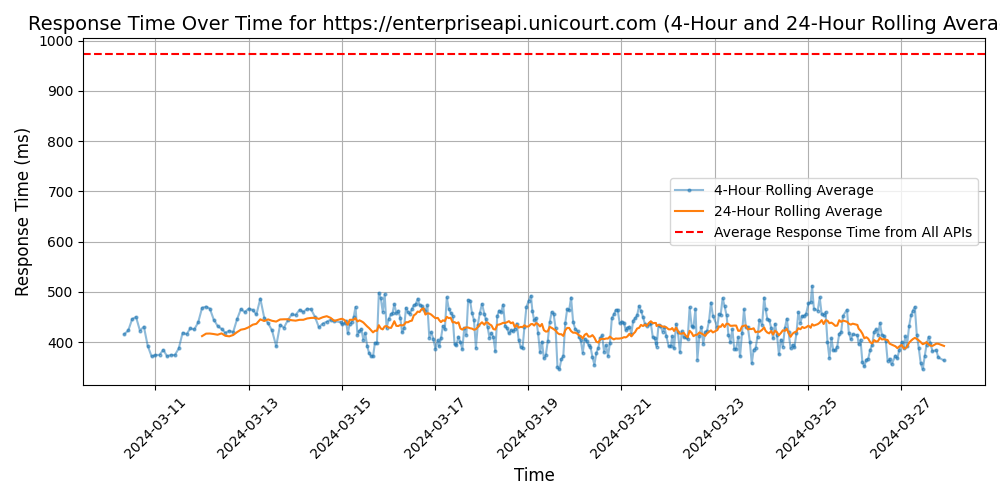 Response Time Over Time for https://enterpriseapi.unicourt.com (4-Hour and 24-Hour Rolling Avera
Response Time (ms)
1000
900
800
700
600
500
400
4-Hour Rolling Average
24-Hour Rolling Average
Average Response Time from All APIs
2024-03-11
2024-03-13
2024-03-15
2024-03-17
2024-03-19
2024-03-21
2024-03-23
2024-03-25
2024-03-27
Time